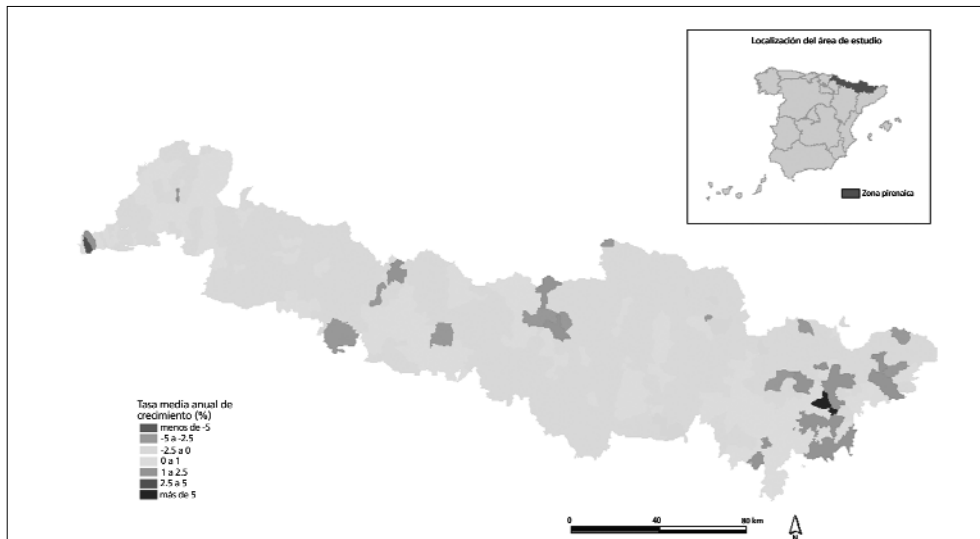 Localización del área de estudio
Zona pirenaica
Tasa media anual de
crecimiento (%)
menos de -5
-5 a -2.5
-2.5 a 0
0 a 1
1 a 2.5
2.5 a 5
más de 5
0 40 80 km
N